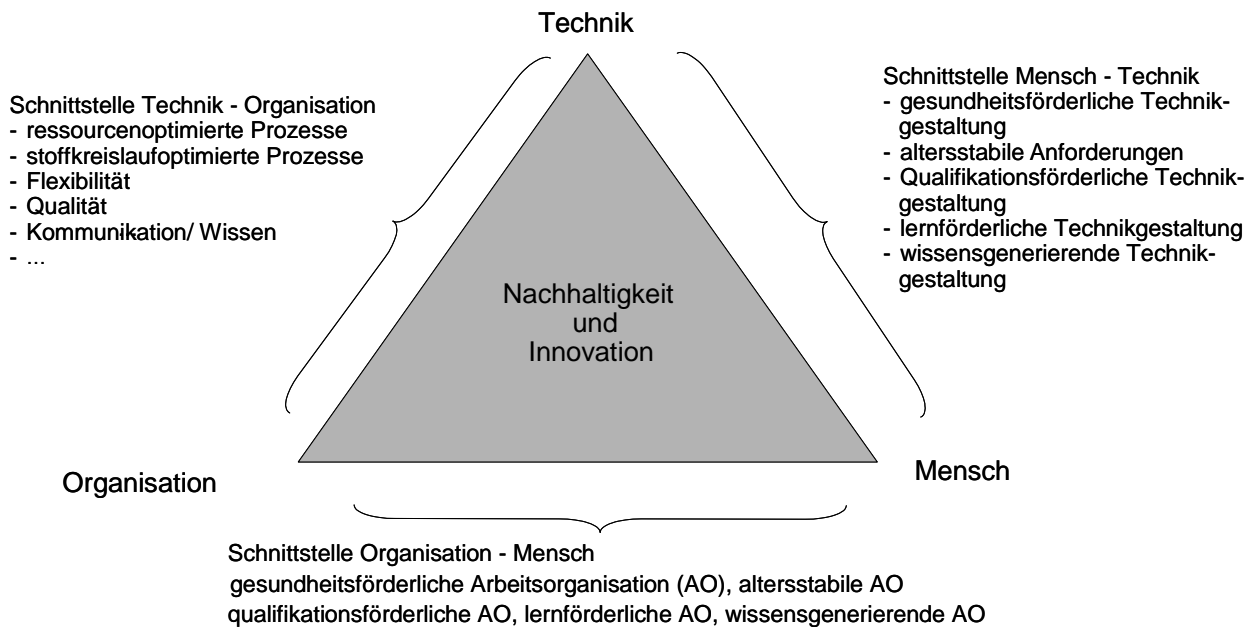 Technik
Schnittstelle Technik - Organisation
- ressourcenoptimierte Prozesse
- stoffkreislaufoptimierte Prozesse
- Flexibilität
- Qualität
- Kommunikation/ Wissen
- ...
Schnittstelle Mensch - Technik
- gesundheitsförderliche Technik-
gestaltung
- altersstabile Anforderungen
- Qualifikationsförderliche Technik-
gestaltung
- lernförderliche Technikgestaltung
- wissensgenerierende Technik-
gestaltung
Nachhaltigkeit
und
Innovation
Organisation
Mensch
Schnittstelle Organisation - Mensch
gesundheitsförderliche Arbeitsorganisation (AO), altersstabile AO
qualifikationsförderliche AO, lernförderliche AO, wissensgenerierende AO